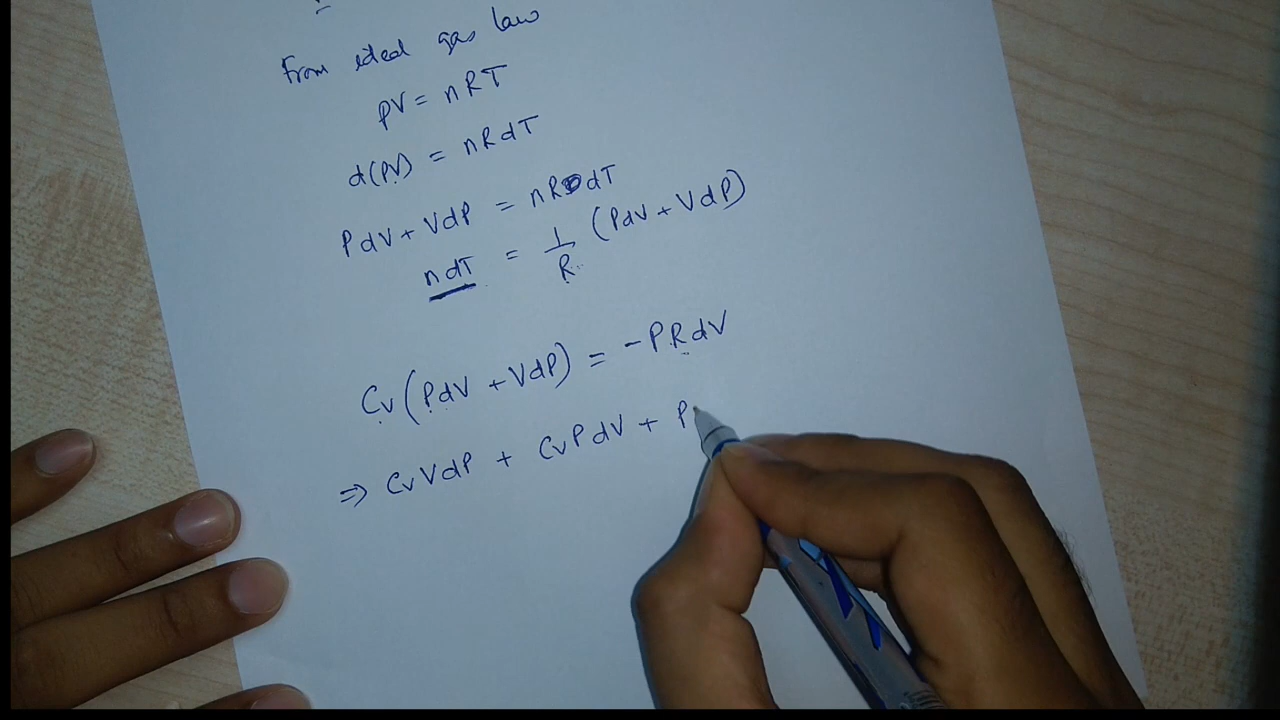 From ideal gas law
PV = nRT
d(PV) = nRdT
PdV + VdP = nRdT
ndT = 1/R (PdV + VdP)
Cv(PdV + VdP) = -PRdV
⇒ CvVdP + CvPdV + P